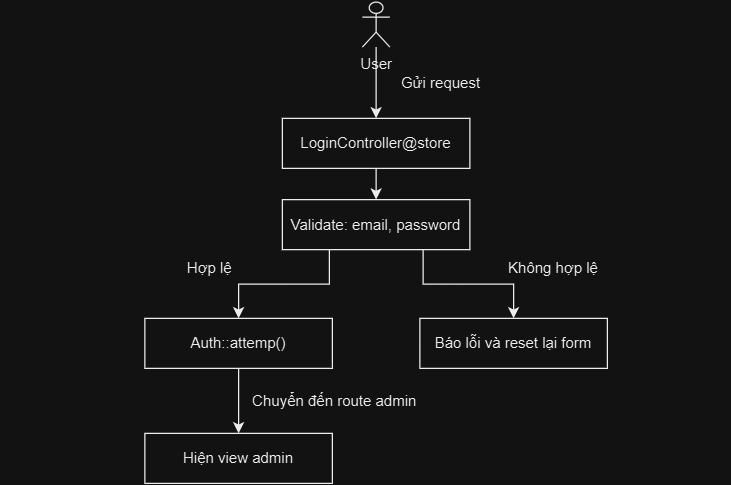 User
Gửi request
LoginController@store
Validate: email, password
Hợp lệ
Không hợp lệ
Auth::attemp()
Báo lỗi và reset lại form
Chuyển đến route admin
Hiện view admin